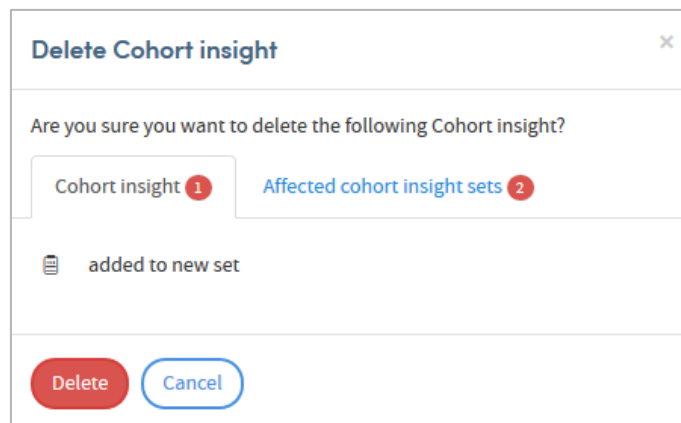 Delete Cohort insight
×
Are you sure you want to delete the following Cohort insight?
Cohort insight 1 Affected cohort insight sets 2
added to new set
Delete Cancel